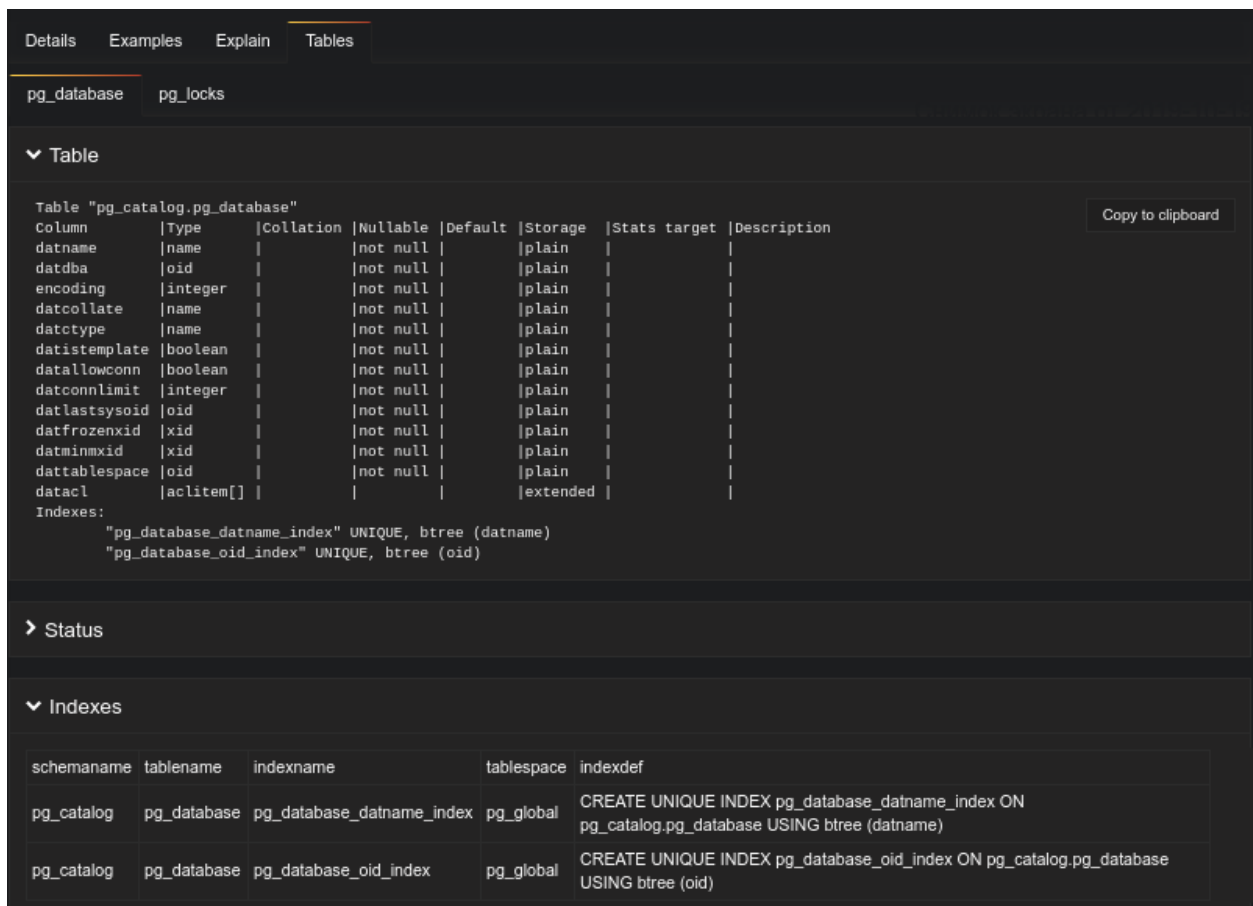 Details Examples Explain Tables
pg_database pg_locks
Table
Copy to clipboard
Table "pg_catalog.pg_database"
Column |Type |Collation |Nullable |Default |Storage |Stats target |Description
datname |name | |not null | |plain | |
datdba |oid | |not null | |plain | |
encoding |integer | |not null | |plain | |
datcollate |name | |not null | |plain | |
datctype |name | |not null | |plain | |
datistemplate |boolean | |not null | |plain | |
datallowconn |boolean | |not null | |plain | |
datconnlimit |integer | |not null | |plain | |
datlastsysoid |oid | |not null | |plain | |
datfrozenxid |xid | |not null | |plain | |
datminmxid |xid | |not null | |plain | |
dattablespace |oid | |not null | |plain | |
datacl |aclitem[] | | | |extended | |
Indexes:
"pg_database_datname_index" UNIQUE, btree (datname)
"pg_database_oid_index" UNIQUE, btree (oid)
Status
Indexes
schemaname tablename indexname tablespace indexdef
pg_catalog pg_database pg_database_datname_index pg_global CREATE UNIQUE INDEX pg_database_datname_index ON
pg_catalog.pg_database USING btree (datname)
pg_catalog pg_database pg_database_oid_index pg_global CREATE UNIQUE INDEX pg_database_oid_index ON pg_catalog.pg_database
USING btree (oid)